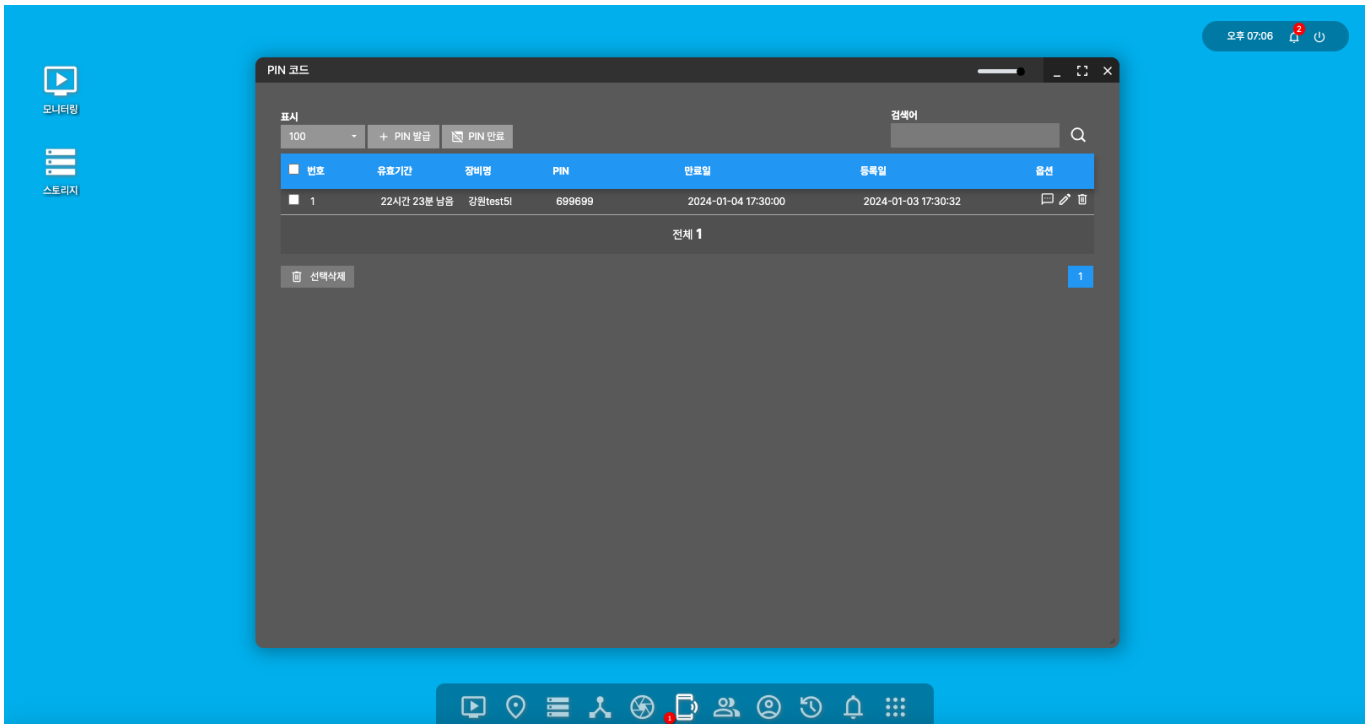 오후 07:06 2
모니터링
스토리지
PIN 코드
표시
검색어
100
+ PIN 발급
PIN 만료
번호 유효기간 장비명 PIN 만료일 등록일 옵션
1 22시간 23분 남음 강원test5! 699699 2024-01-04 17:30:00 2024-01-03 17:30:32
전체 1
선택삭제
1
1